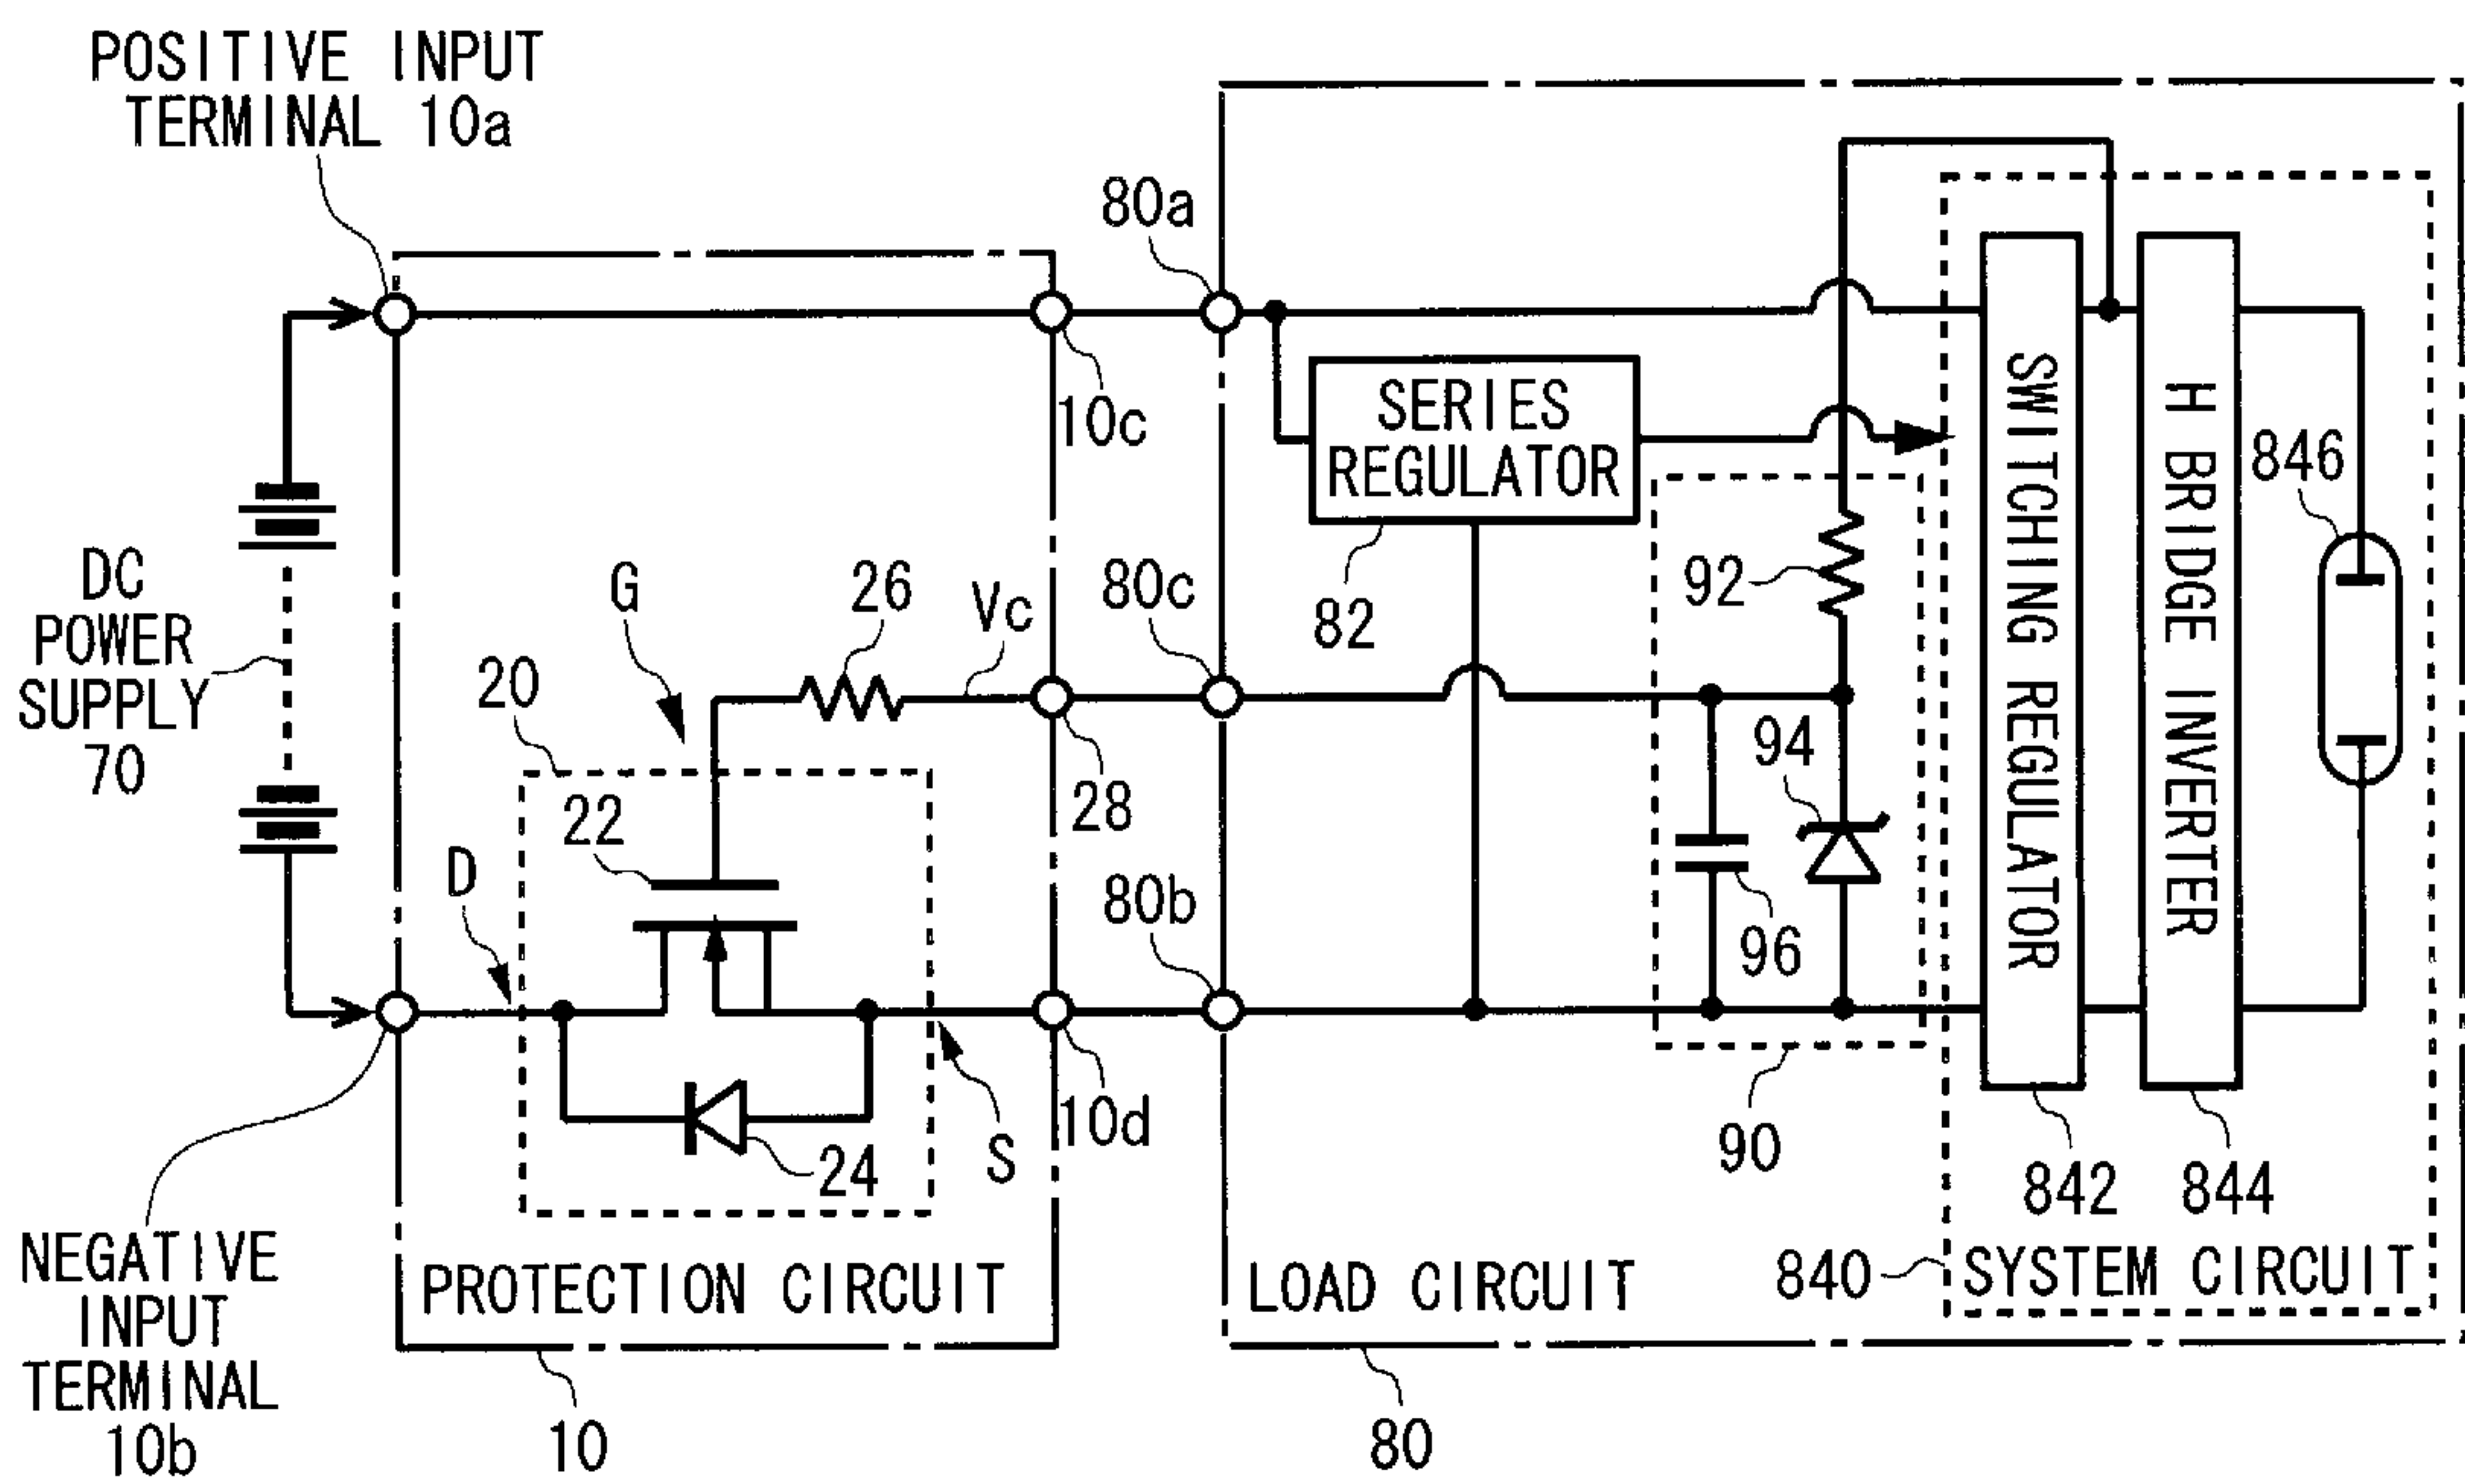 POSITIVE INPUT
TERMINAL 10a
80a
10c
SERIES
REGULATOR
82
846
DC
POWER
SUPPLY
70
G
26
Vc
80c
92
20
22
28
94
D
80b
96
SWITCHING REGULATOR
H BRIDGE INVERTER
24
S
10d
90
842
844
NEGATIVE
INPUT
TERMINAL
10b
PROTECTION CIRCUIT
LOAD CIRCUIT
840
SYSTEM CIRCUIT
10
80